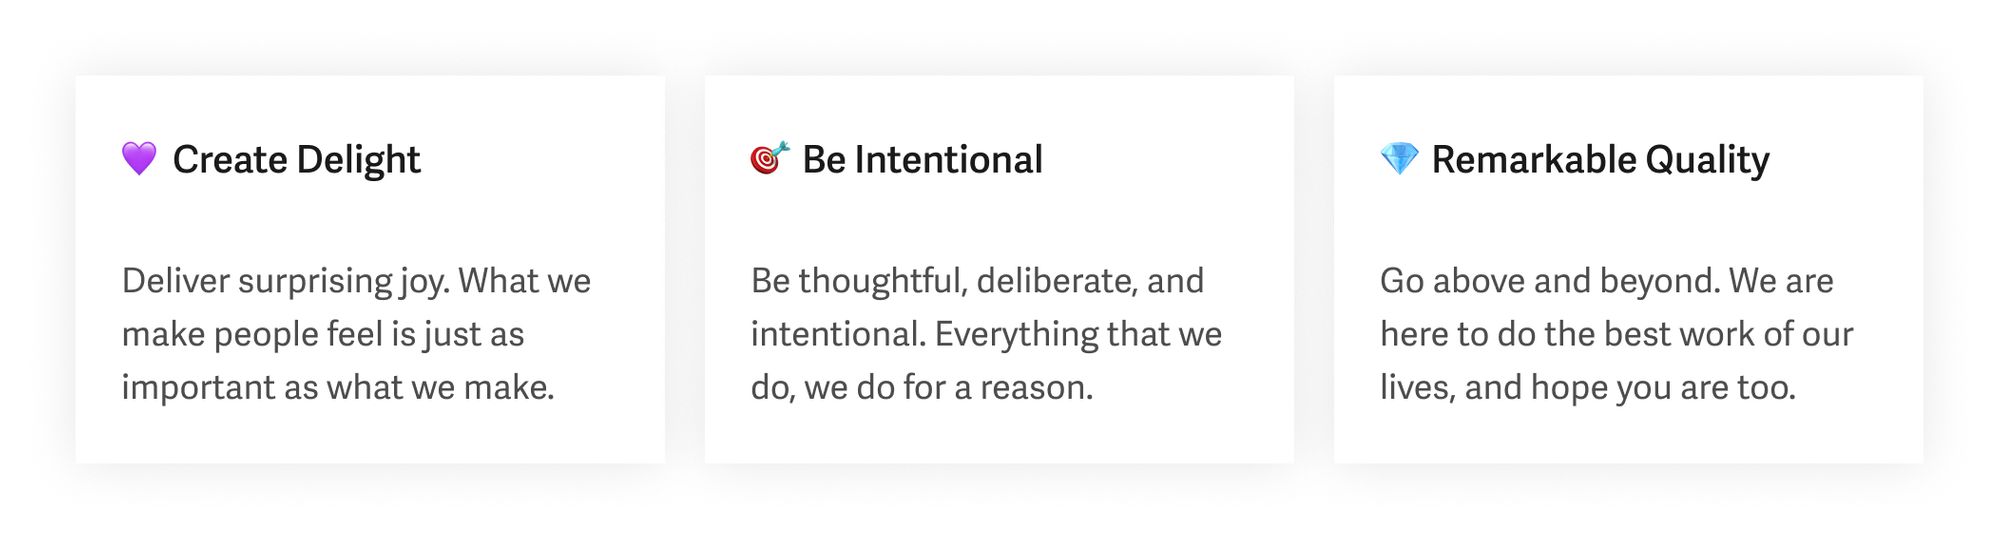 💜 Create Delight
Deliver surprising joy. What we
make people feel is just as
important as what we make.
🎯 Be Intentional
Be thoughtful, deliberate, and
intentional. Everything that we
do, we do for a reason.
💎 Remarkable Quality
Go above and beyond. We are
here to do the best work of our
lives, and hope you are too.